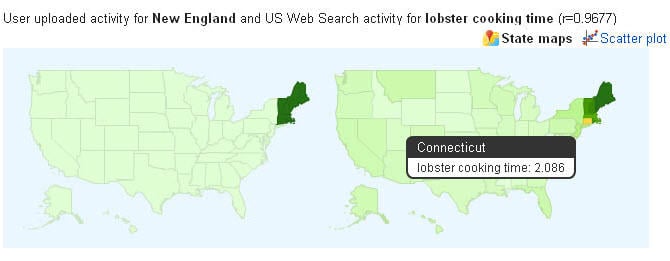 User uploaded activity for New England and US Web Search activity for lobster cooking time (r=0.9677)
State maps Scatter plot
Connecticut
lobster cooking time: 2.086